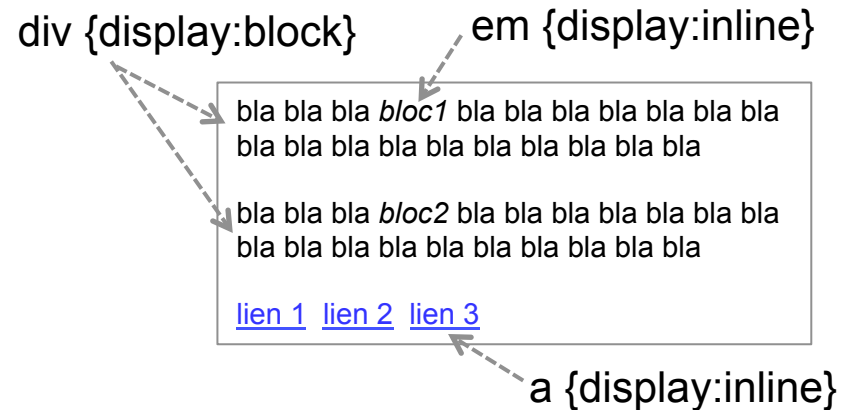 div {display:block}
em {display:inline}
bla bla bla bloc1 bla bla bla bla bla bla bla
bla bla bla bla bla bla bla bla bla bla
bla bla bla bloc2 bla bla bla bla bla bla bla
bla bla bla bla bla bla bla bla bla bla
lien 1 lien 2 lien 3
a {display:inline}